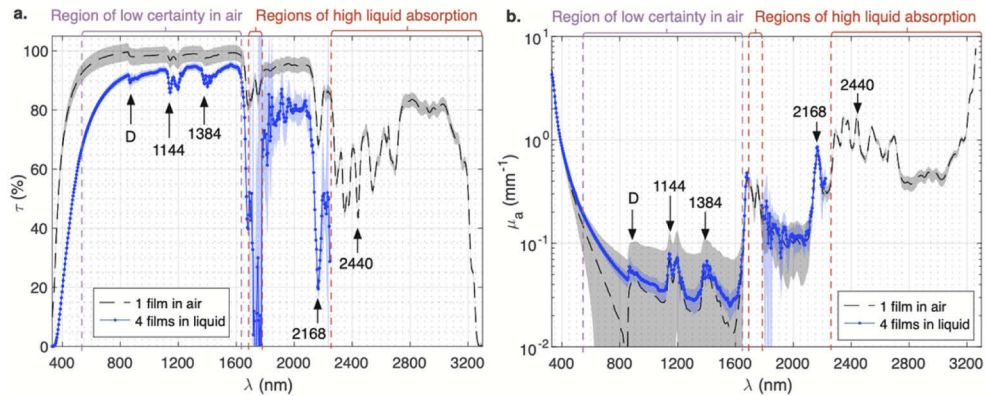 a.
Region of low certainty in air
Regions of high liquid absorption
100
80
60
40
20
0
τ (%)
D
1144
1384
2168
2440
1 film in air
4 films in liquid
400 800 1200 1600 2000 2400 2800 3200
λ (nm)
b.
Region of low certainty in air
Regions of high liquid absorption
10¹
10⁰
10⁻¹
10⁻²
μa (mm⁻¹)
D
1144
1384
2168
2440
1 film in air
4 films in liquid
400 800 1200 1600 2000 2400 2800 3200
λ (nm)